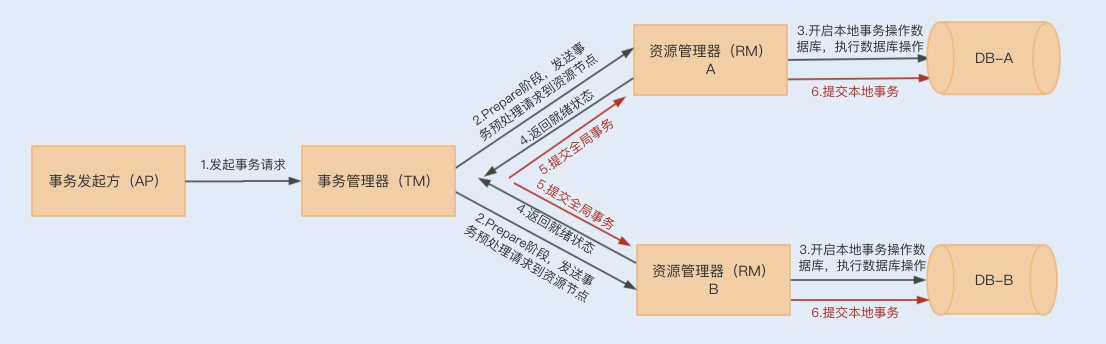 事务发起方（AP）
1.发起事务请求
事务管理器（TM）
2.Prepare阶段，发送事
务预处理请求到资源节点
4.返回就绪状态
5.提交全局事务
资源管理器（RM）
A
3.开启本地事务操作数
据库，执行数据库操作
6.提交本地事务
DB-A
5.提交全局事务
4.返回就绪状态
2.Prepare阶段，发送事
务预处理请求到资源节点
资源管理器（RM）
B
3.开启本地事务操作数
据库，执行数据库操作
6.提交本地事务
DB-B